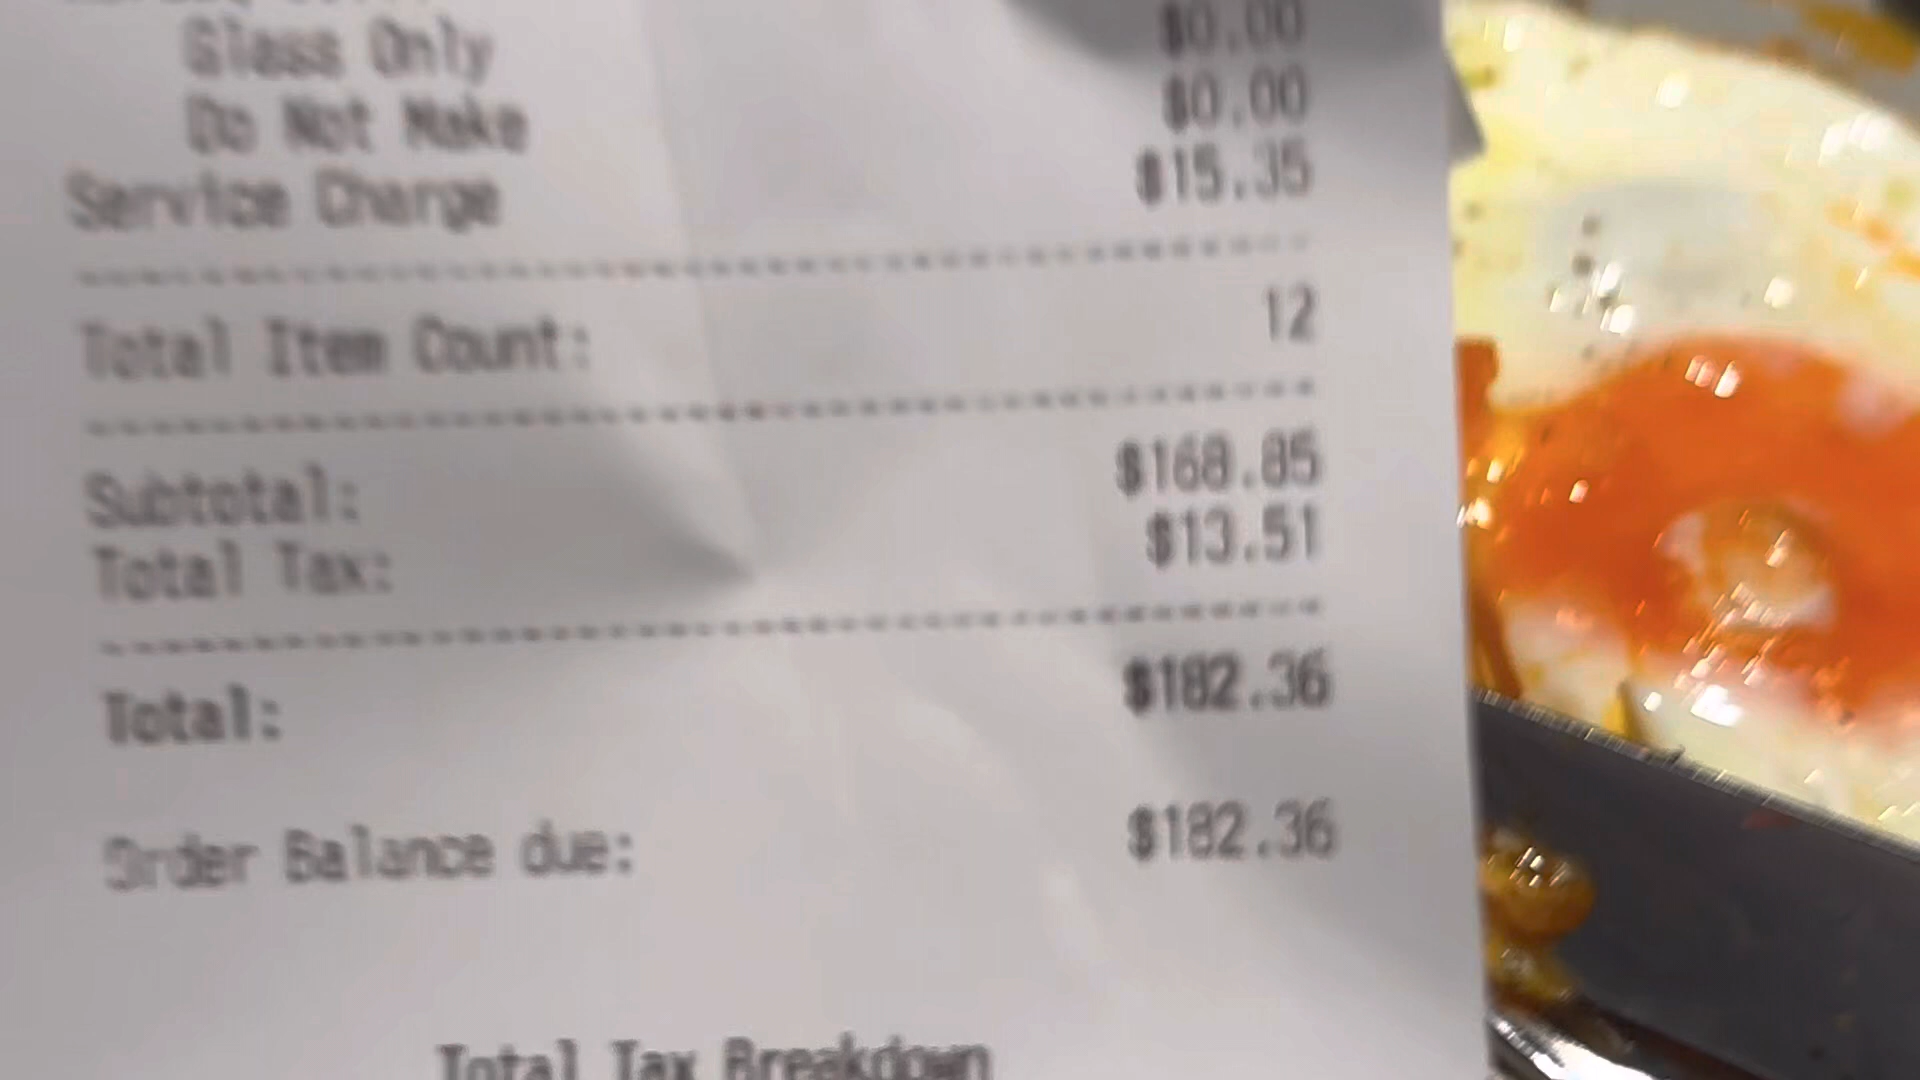 Glass Only $0.00
Do Not Make $0.00
Service Charge $15.35
Total Item Count: 12
Subtotal: $168.85
Total Tax: $13.51
Total: $182.36
Order Balance due: $182.36
Total Tax Breakdown